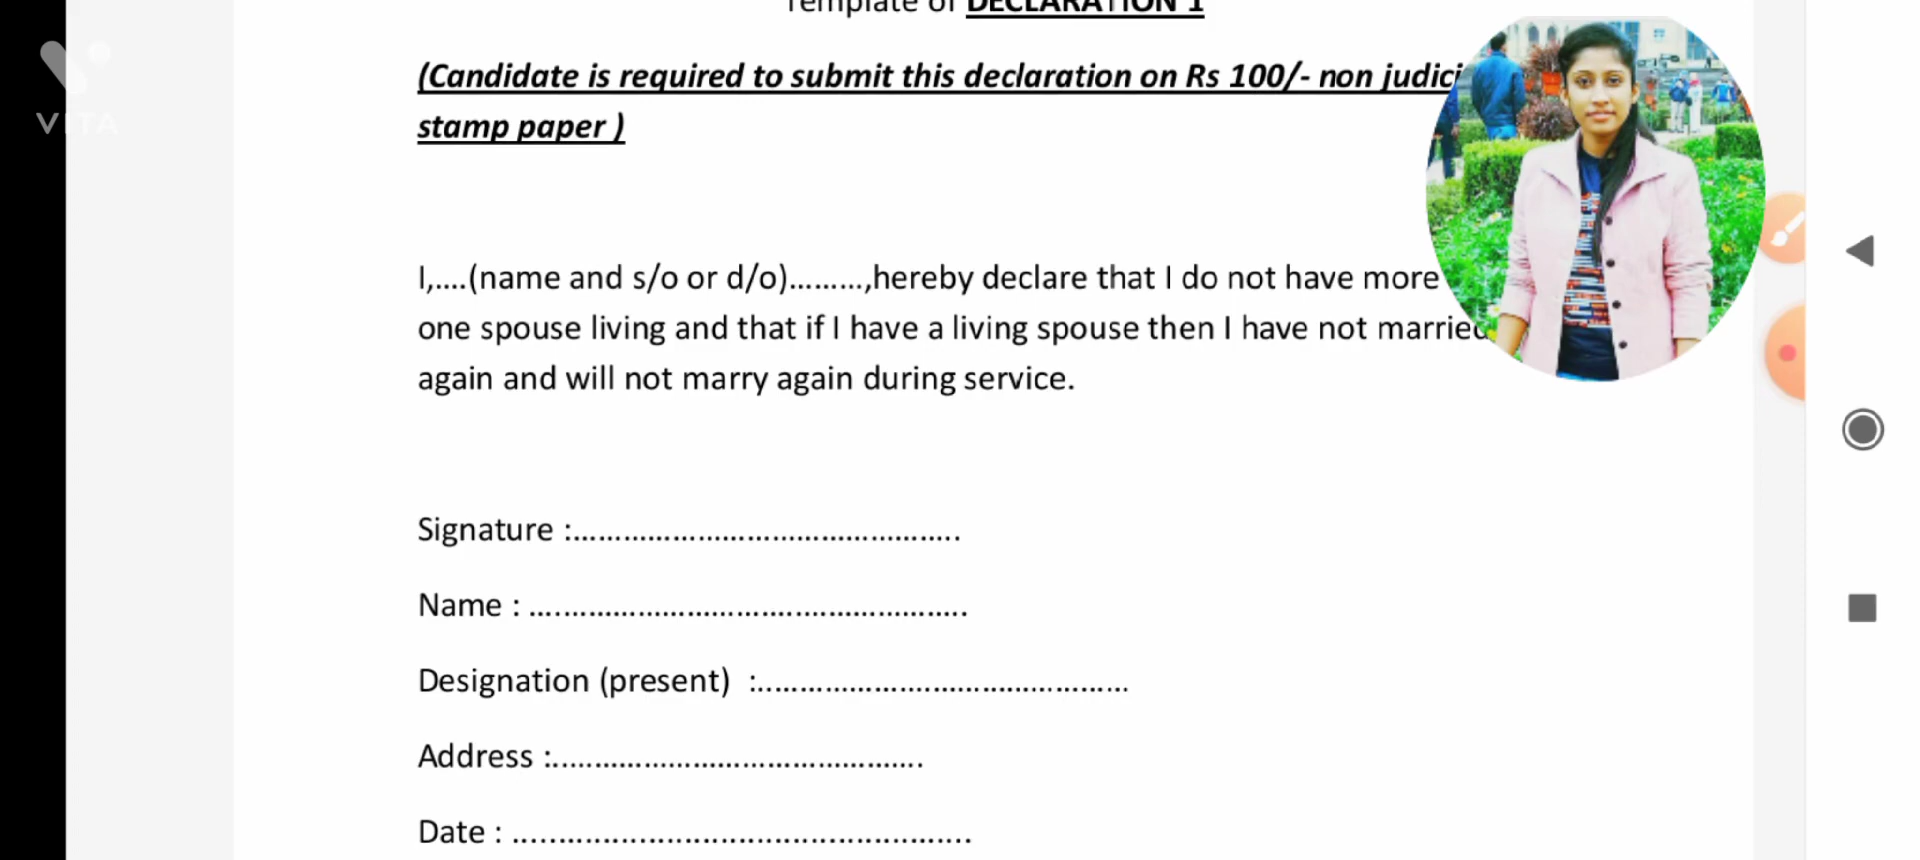 Template of DECLARATION 1
VITA
(Candidate is required to submit this declaration on Rs 100/- non
stamp paper )
I,....(name and s/o or d/o).........,hereby declare that I do not have more
one spouse living and that if I have a living spouse then I have not married
again and will not marry again during service.
Signature :...............................................
Name : .....................................................
Designation (present) :.............................................
Address :.............................................
Date : .......................................................